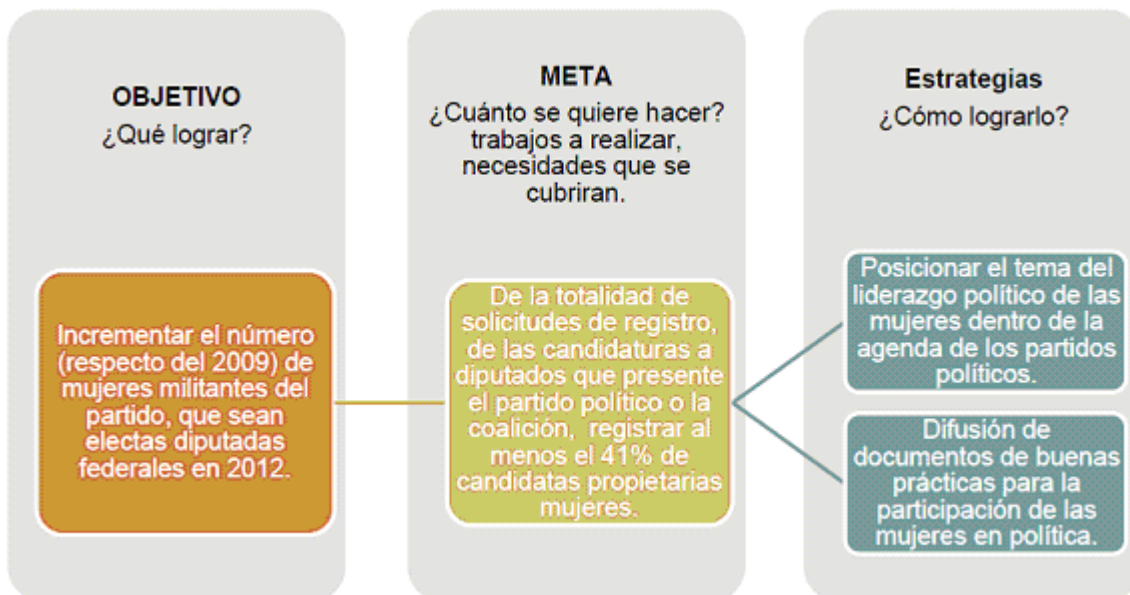 OBJETIVO
¿Qué lograr?
Incrementar el número
(respecto del 2009) de
mujeres militantes del
partido, que sean
electas diputadas
federales en 2012.
META
¿Cuánto se quiere hacer?
trabajos a realizar,
necesidades que se
cubriran.
De la totalidad de
solicitudes de registro,
de las candidaturas a
diputados que presente
el partido político o la
coalición, registrar al
menos el 41% de
candidatas propietarias
mujeres.
Estrategias
¿Cómo lograrlo?
Posicionar el tema del
liderazgo político de las
mujeres dentro de la
agenda de los partidos
políticos.
Difusión de
documentos de buenas
prácticas para la
participación de las
mujeres en política.